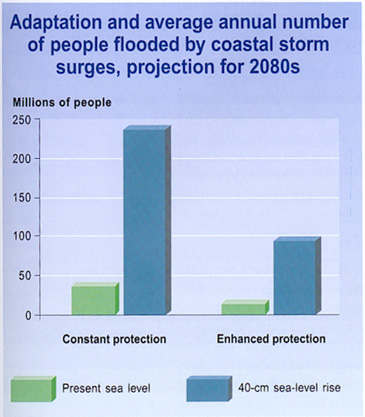 Adaptation and average annual number
of people flooded by coastal storm
surges, projection for 2080s
Millions of people
250
200
150
100
50
0
Constant protection Enhanced protection
Present sea level 40-cm sea-level rise